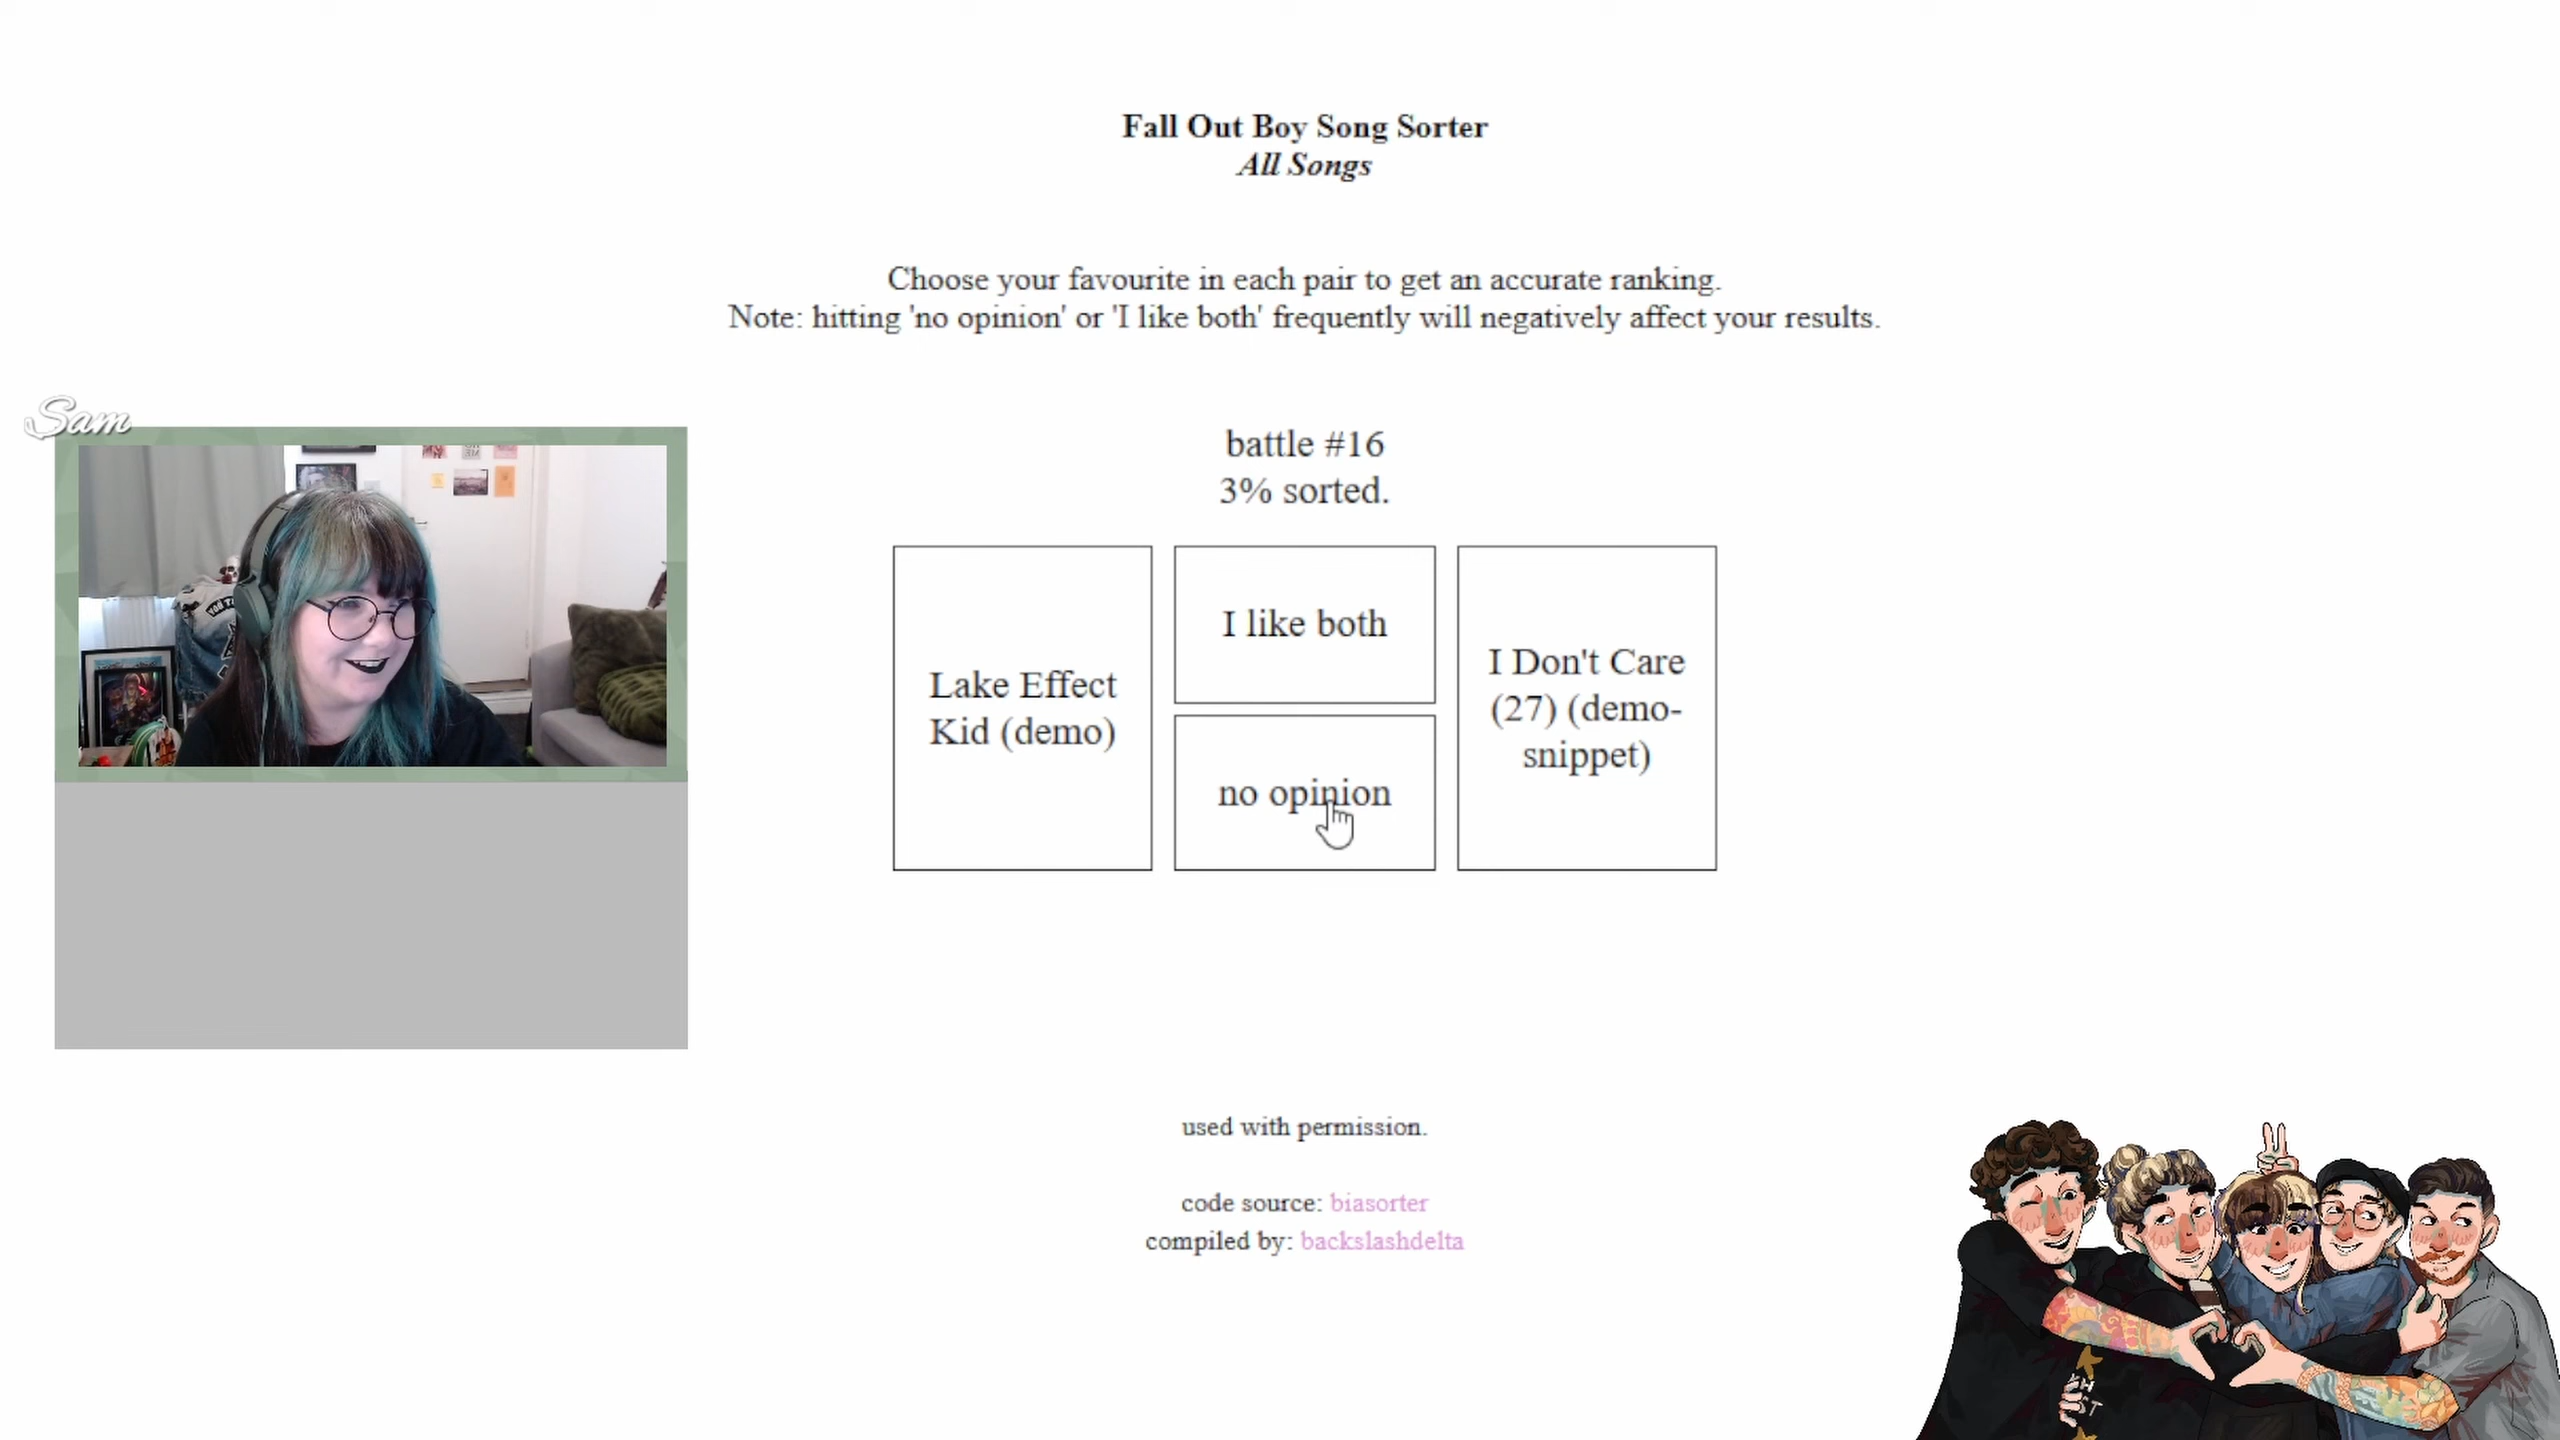 Fall Out Boy Song Sorter
All Songs
Choose your favourite in each pair to get an accurate ranking.
Note: hitting 'no opinion' or 'I like both' frequently will negatively affect your results.
Sam
battle #16
3% sorted.
Lake Effect
Kid (demo)
I like both
no opinion
I Don't Care
(27) (demo-
snippet)
used with permission.
code source: biasorter
compiled by: backslashdelta